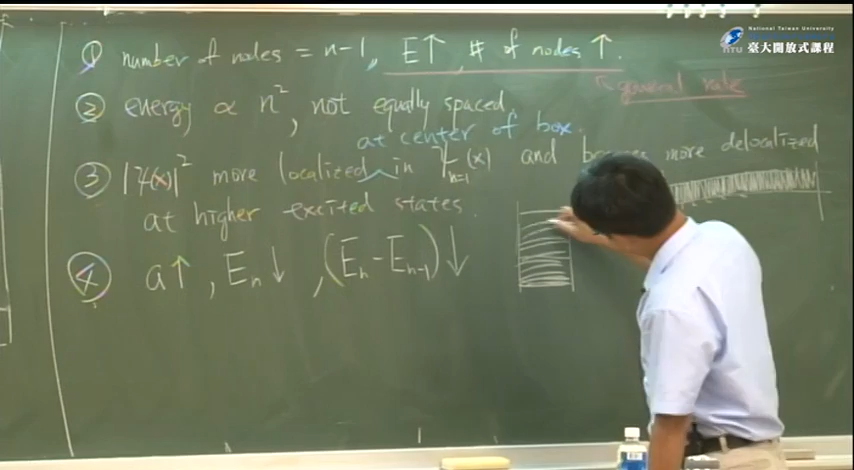 National Taiwan University
NTU 臺大開放式課程
① number of nodes = n-1, E↑, # of nodes ↑.
↖ general rule
② energy ∝ n², not equally spaced.
at center of box.
③ |ψ(x)|² more localized in ψₙ₌₁(x) and becomes more delocalized
at higher excited states.
④ a↑, Eₙ↓, (Eₙ-Eₙ₋₁)↓